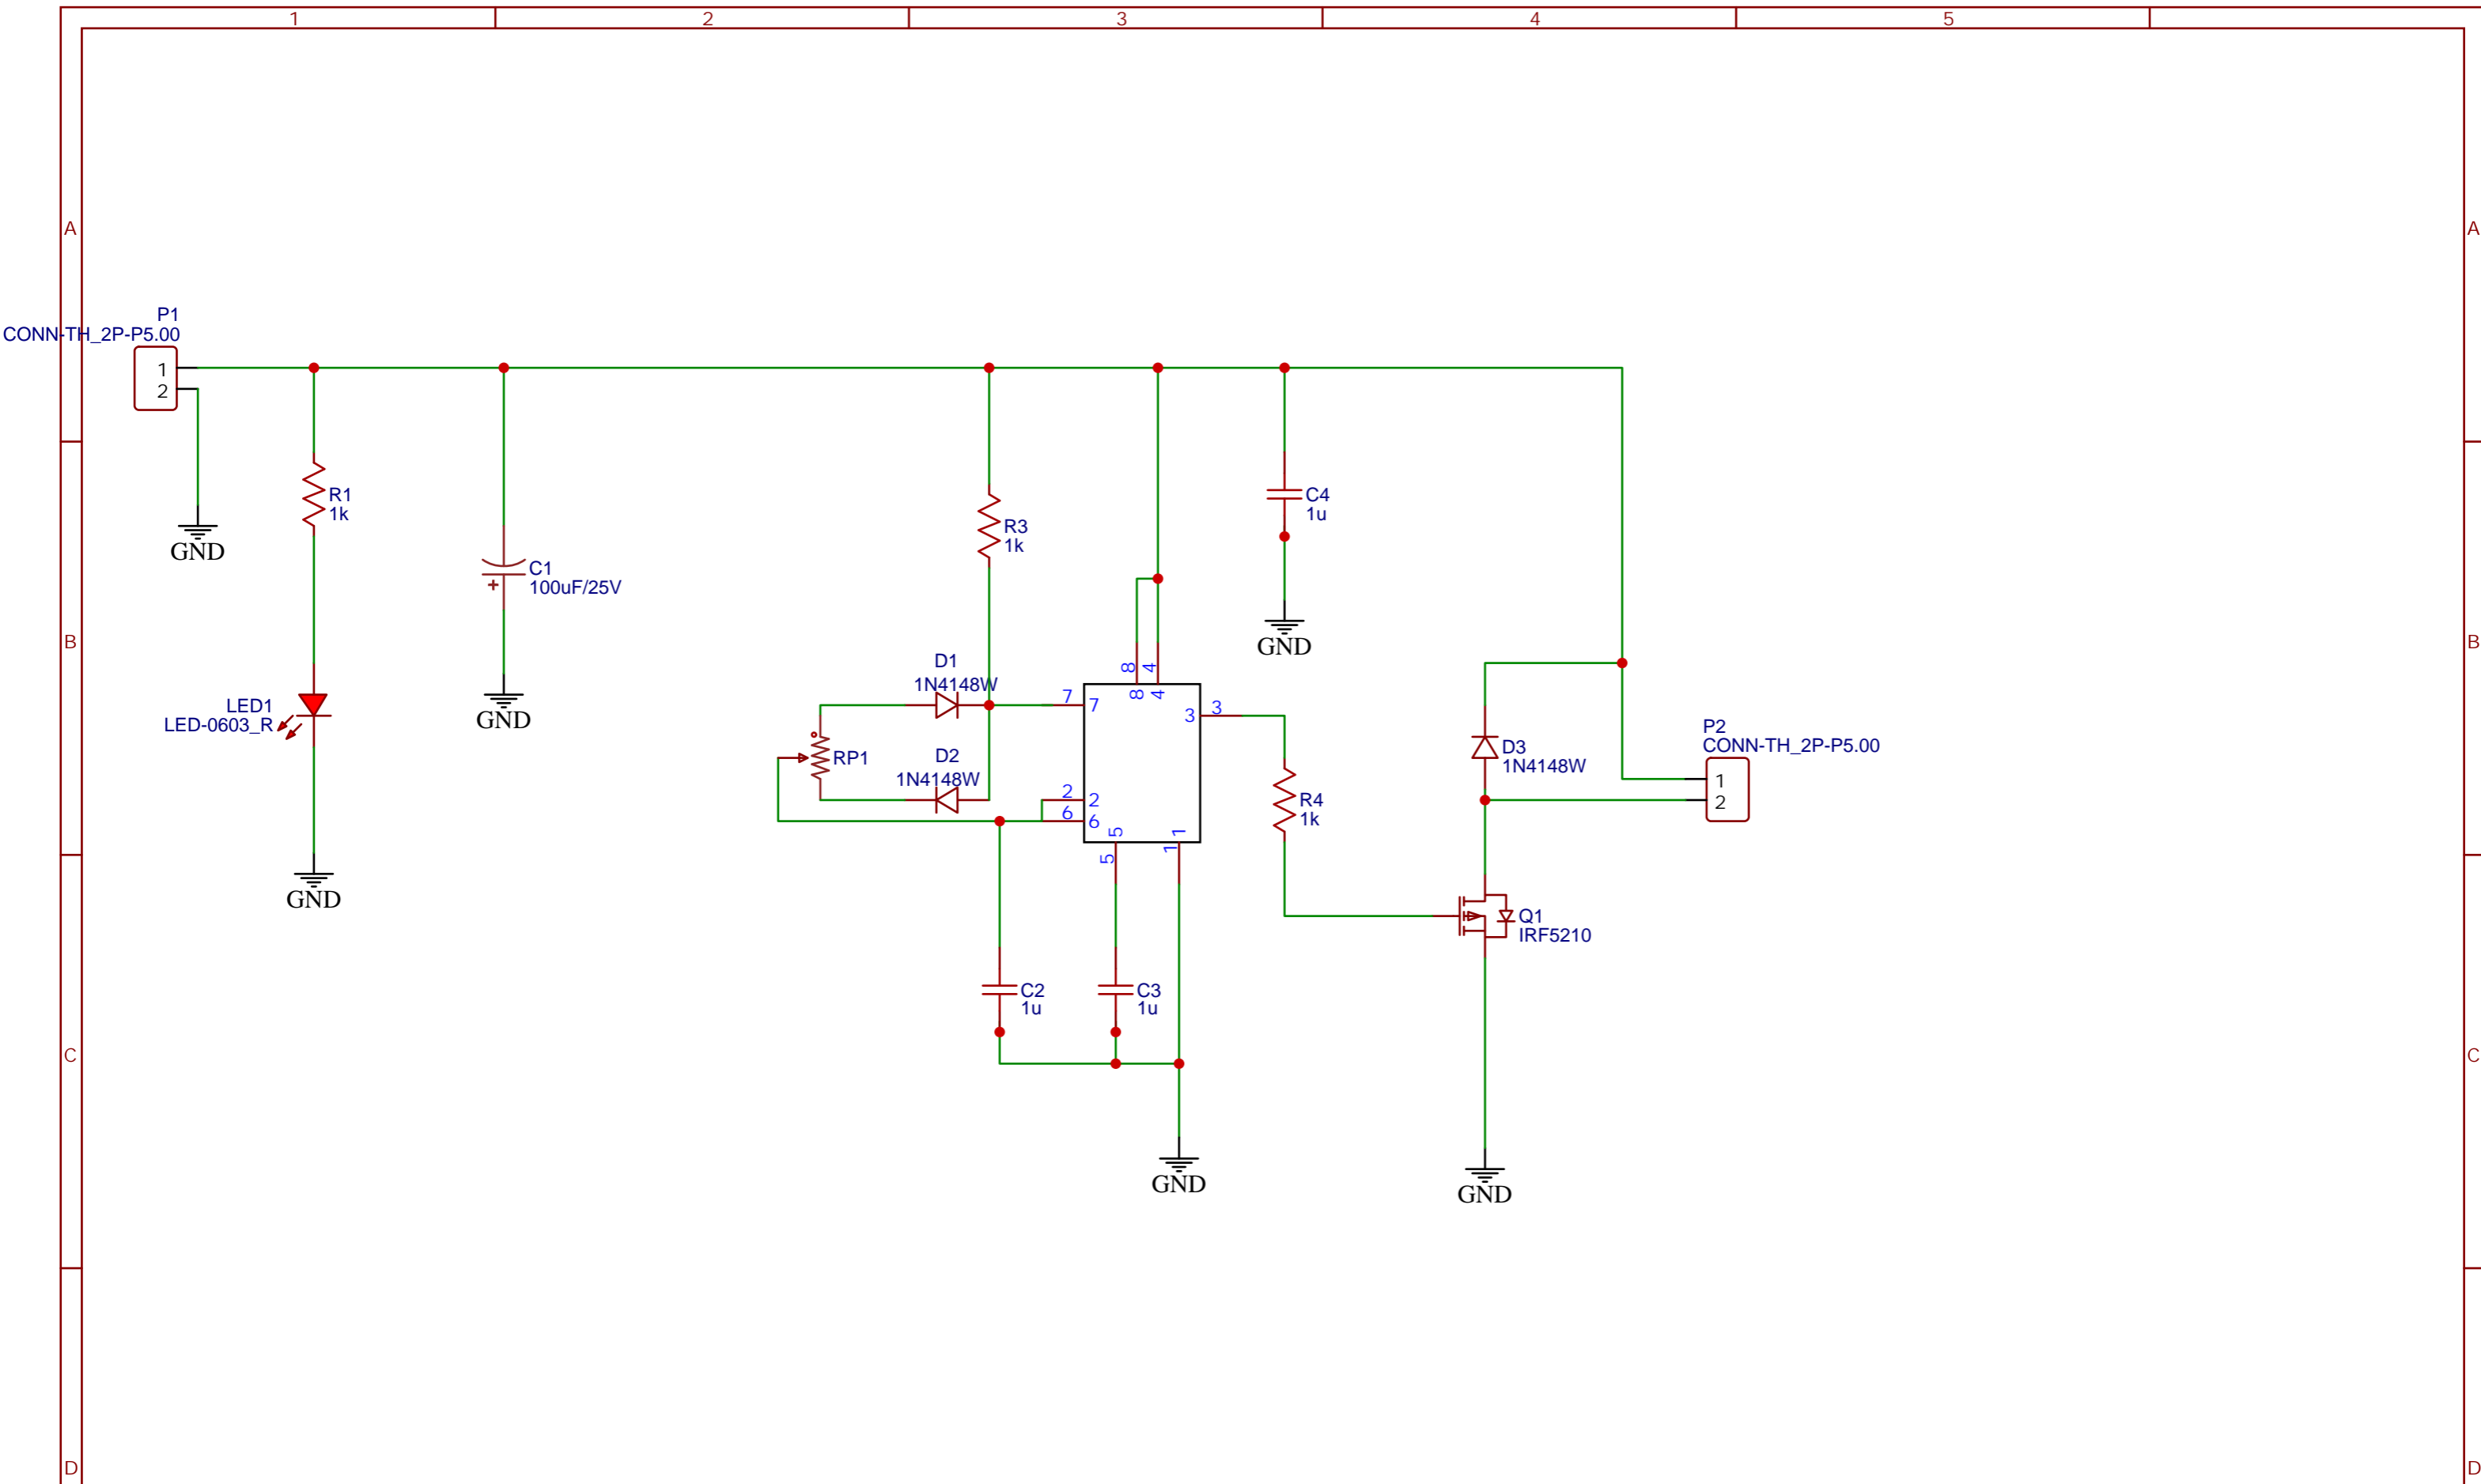 1 2 3 4 5
A A
P1
CONN-TH_2P-P5.00
1
2
GND
R1
1k
C1
100uF/25V
GND
LED1
LED-0603_R
GND
R3
1k
C4
1u
GND
B B
D1
1N4148W
RP1
D2
1N4148W
8 4
8 4
7 7
3 3
2 2
6 6
5 1
5 1
R4
1k
D3
1N4148W
P2
CONN-TH_2P-P5.00
1
2
Q1
IRF5210
C2
1u
C3
1u
C C
GND
GND
D D